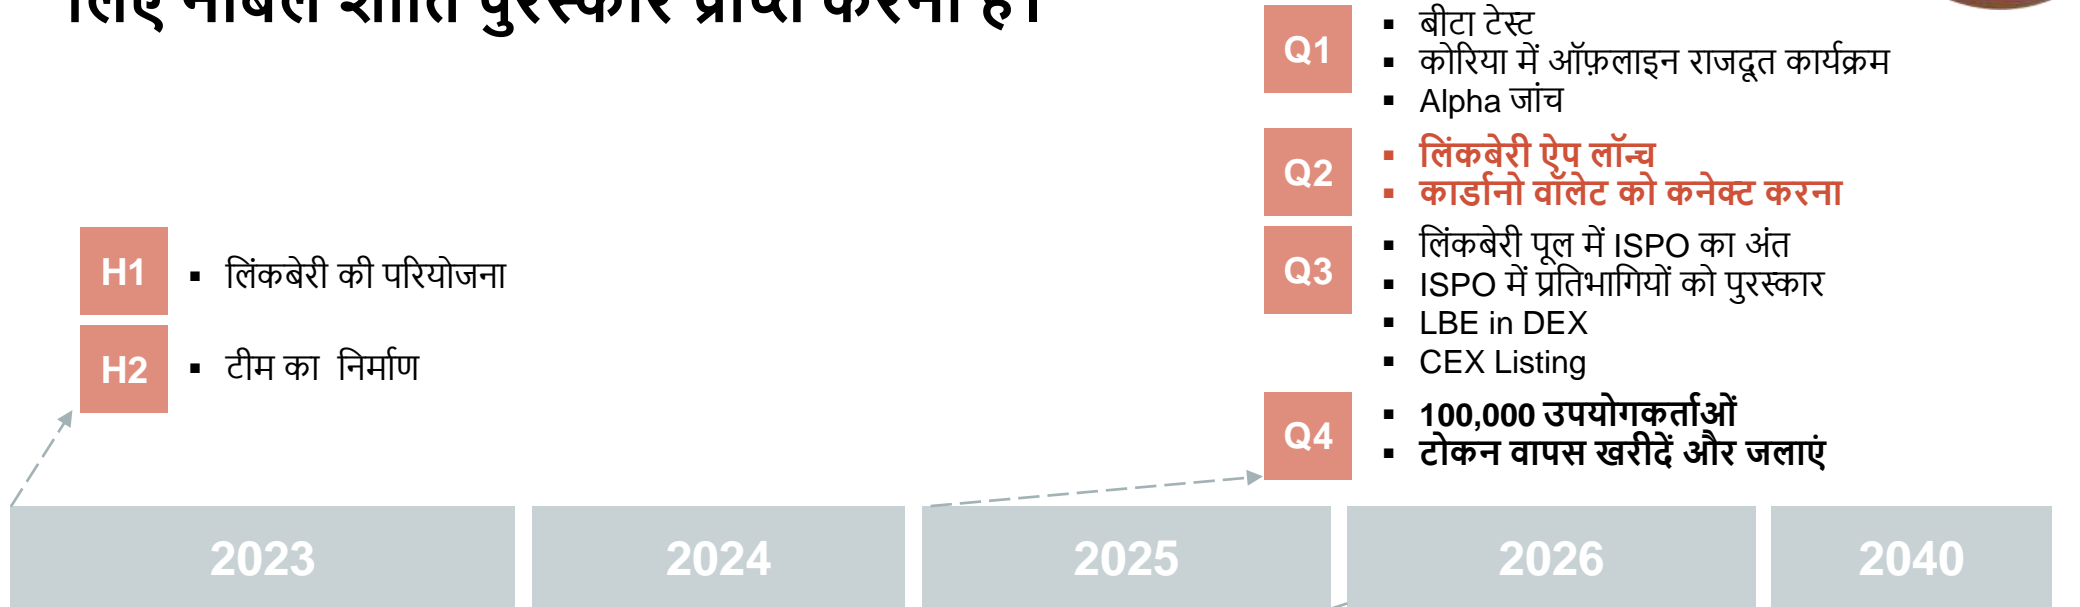 लिए नोबेल शांति पुरस्कार प्राप्त करना है।
Q1
▪ बीटा टेस्ट
▪ कोरिया में ऑफ़लाइन राजदूत कार्यक्रम
▪ Alpha जांच
Q2
▪ लिंकबेरी ऐप लॉन्च
▪ कार्डानो वॉलेट को कनेक्ट करना
H1
▪ लिंकबेरी की परियोजना
Q3
▪ लिंकबेरी पूल में ISPO का अंत
▪ ISPO में प्रतिभागियों को पुरस्कार
▪ LBE in DEX
▪ CEX Listing
H2
▪ टीम का  निर्माण
Q4
▪ 100,000 उपयोगकर्ताओं
▪ टोकन वापस खरीदें और जलाएं
2023
2024
2025
2026
2040